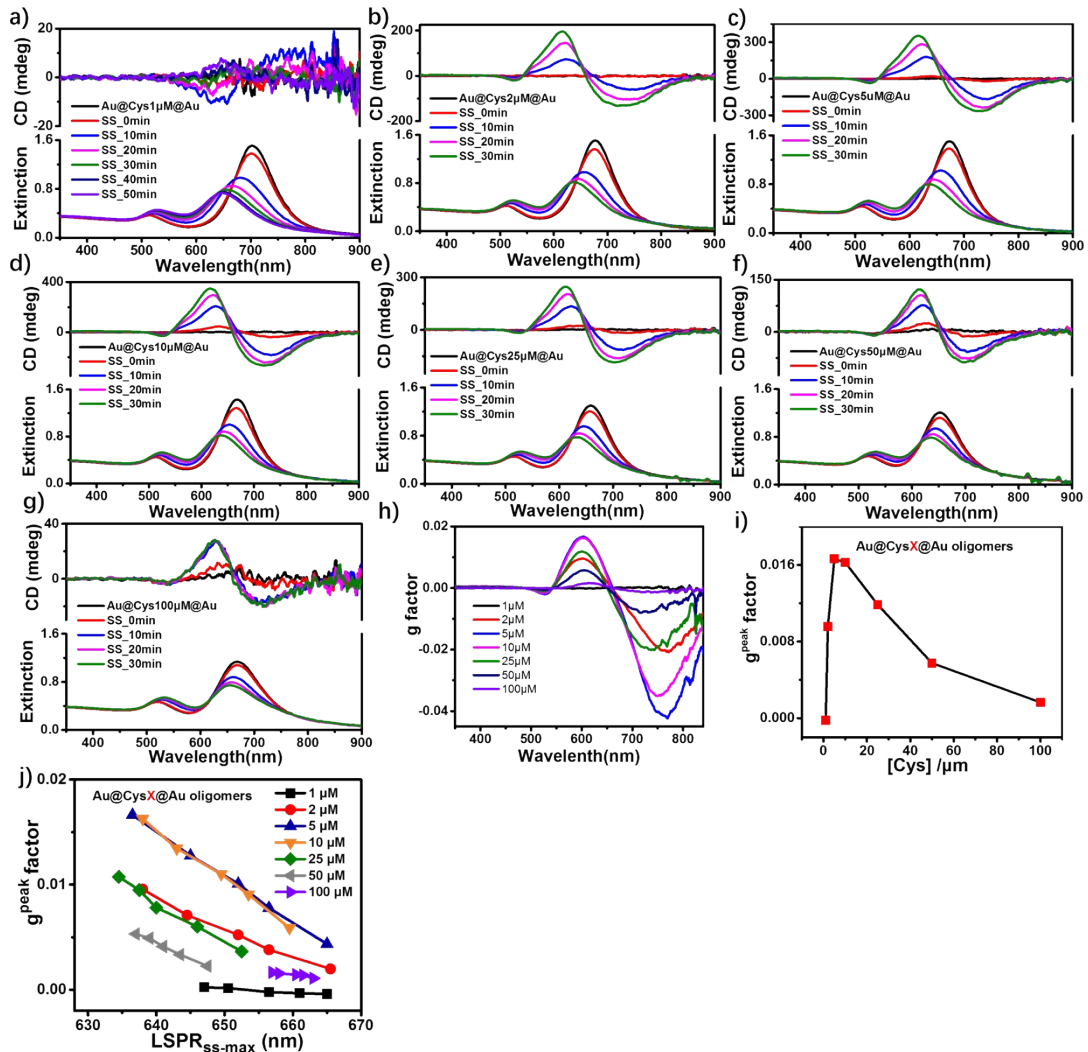 a)
CD (mdeg)
20
0
-20
Au@Cys1μM@Au
SS_0min
SS_10min
SS_20min
SS_30min
SS_40min
SS_50min
Extinction
1.6
0.8
0.0
400 500 600 700 800 900
Wavelength(nm)
b)
CD (mdeg)
200
0
-200
Au@Cys2μM@Au
SS_0min
SS_10min
SS_20min
SS_30min
Extinction
1.6
0.8
0.0
400 500 600 700 800 900
Wavelength(nm)
c)
CD (mdeg)
300
0
-300
Au@Cys5uM@Au
SS_0min
SS_10min
SS_20min
SS_30min
Extinction
1.6
0.8
0.0
400 500 600 700 800 900
Wavelength(nm)
d)
CD (mdeg)
400
0
-400
Au@Cys10μM@Au
SS_0min
SS_10min
SS_20min
SS_30min
Extinction
1.6
0.8
0.0
400 500 600 700 800 900
Wavelength(nm)
e)
CD (mdeg)
300
0
-300
Au@Cys25μM@Au
SS_0min
SS_10min
SS_20min
SS_30min
Extinction
1.6
0.8
0.0
400 500 600 700 800 900
Wavelength(nm)
f)
CD (mdeg)
150
0
-150
Au@Cys50μM@Au
SS_0min
SS_10min
SS_20min
SS_30min
Extinction
1.6
0.8
0.0
400 500 600 700 800 900
Wavelength(nm)
g)
CD (mdeg)
40
0
-40
Au@Cys100μM@Au
SS_0min
SS_10min
SS_20min
SS_30min
Extinction
1.6
0.8
0.0
400 500 600 700 800 900
Wavelength(nm)
h)
g factor
0.02
0.00
-0.02
-0.04
1μM
2μM
5μM
10μM
25μM
50μM
100μM
400 500 600 700 800
Wavelenth(nm)
i)
Au@CysX@Au oligomers
g^peak factor
0.016
0.008
0.000
0 20 40 60 80 100
[Cys] /μm
j)
Au@CysX@Au oligomers
1 μM
2 μM
5 μM
10 μM
25 μM
50 μM
100 μM
g^peak factor
0.02
0.01
0.00
630 640 650 660 670
LSPR_ss-max (nm)